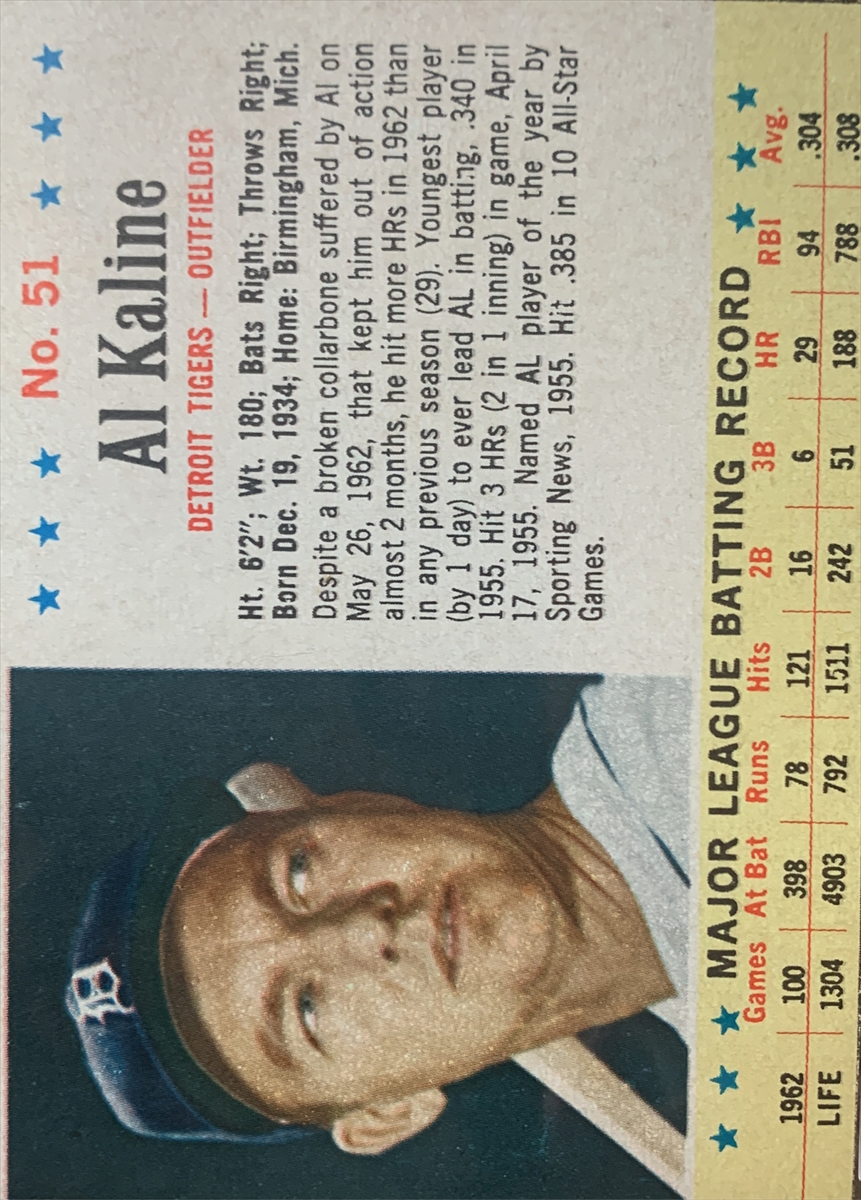 No. 51
Al Kaline
DETROIT TIGERS — OUTFIELDER
Ht. 6'2"; Wt. 180; Bats Right; Throws Right;
Born Dec. 19, 1934; Home: Birmingham, Mich.
Despite a broken collarbone suffered by Al on
May 26, 1962, that kept him out of action
almost 2 months, he hit more HRs in 1962 than
in any previous season (29). Youngest player
(by 1 day) to ever lead AL in batting, .340 in
1955. Hit 3 HRs (2 in 1 inning) in game, April
17, 1955. Named AL player of the year by
Sporting News, 1955. Hit .385 in 10 All-Star
Games.
D
MAJOR LEAGUE BATTING RECORD
Games At Bat Runs Hits 2B 3B HR RBI Avg.
1962 100 398 78 121 16 6 29 94 .304
LIFE 1304 4903 792 1511 242 51 188 788 .308